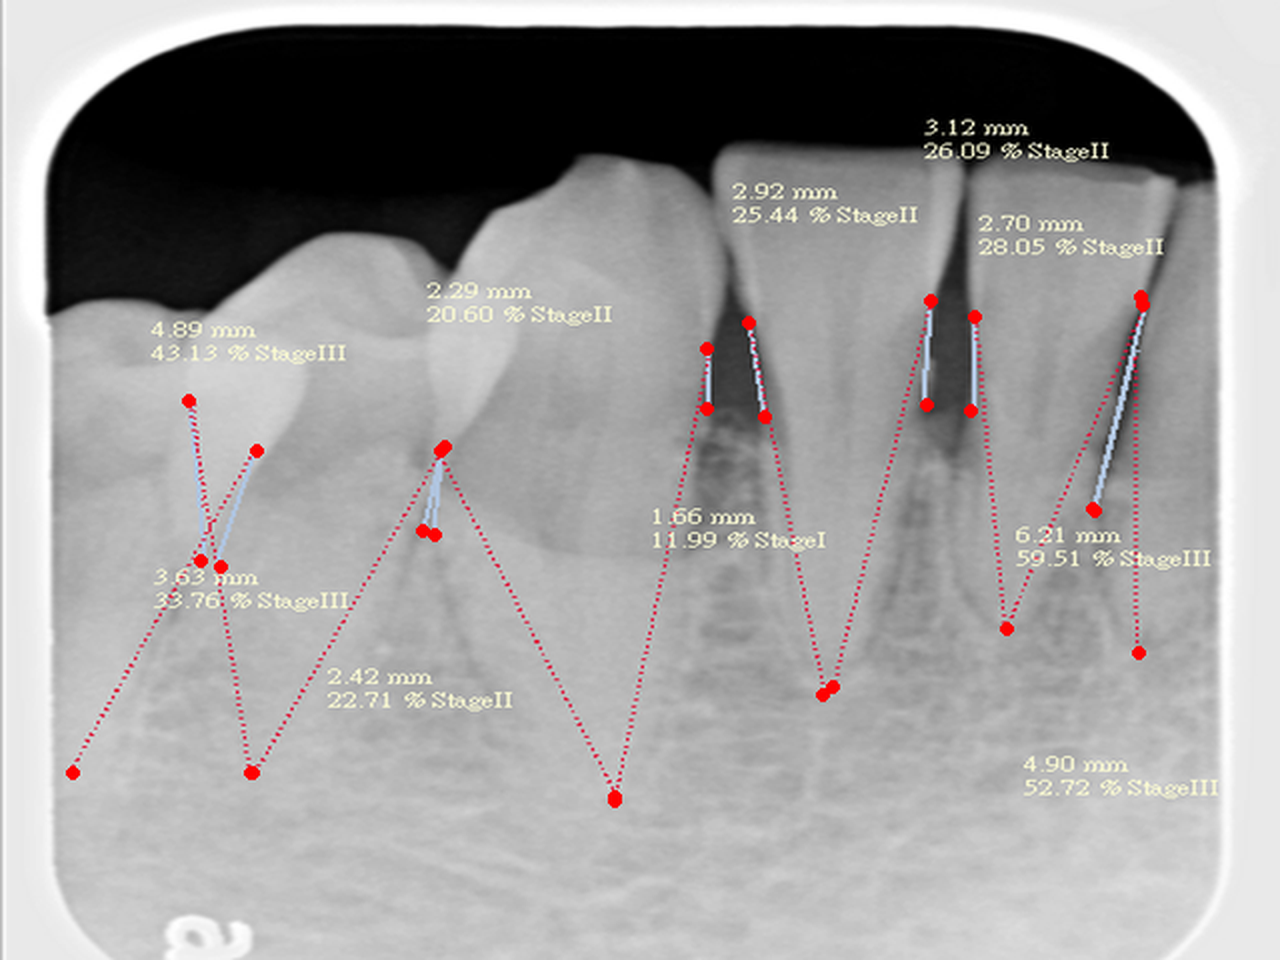 3.12 mm
26.09 % StageII
2.92 mm
25.44 % StageII
2.70 mm
28.05 % StageII
2.29 mm
20.60 % StageII
4.89 mm
43.13 % StageIII
1.66 mm
11.99 % StageI
6.21 mm
59.51 % StageIII
3.63 mm
33.76 % StageIII
2.42 mm
22.71 % StageII
4.90 mm
52.72 % StageIII
a